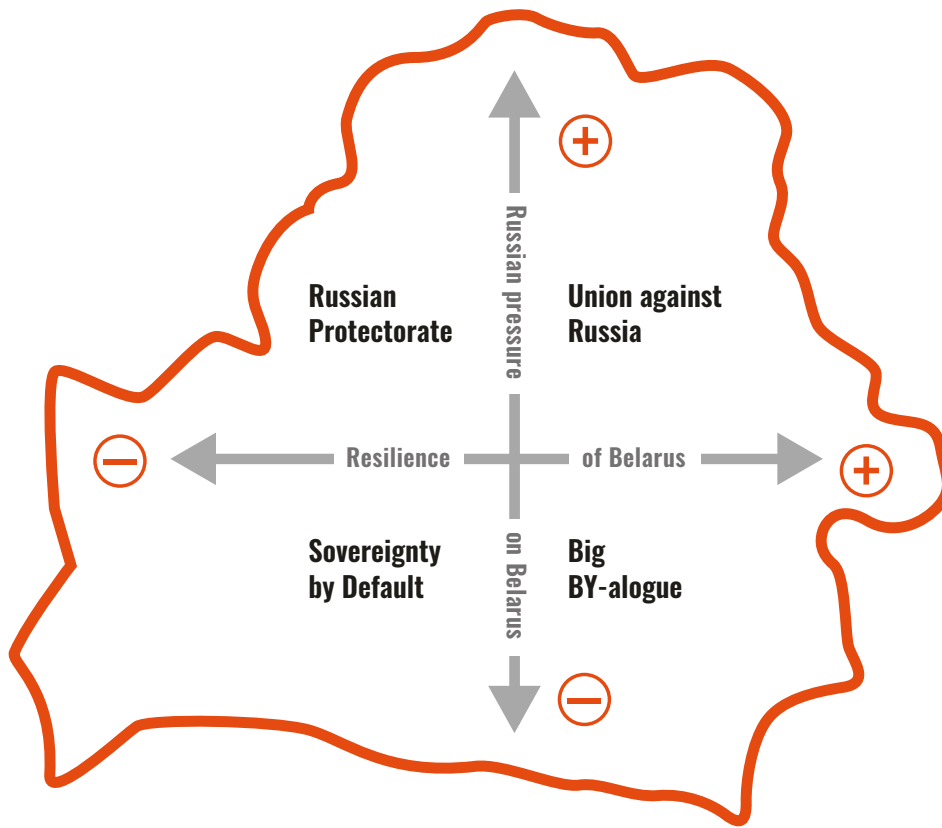 +
Russian pressure
Russian
Protectorate
Union against
Russia
−
Resilience
of Belarus
+
Sovereignty
by Default
on Belarus
Big
BY-alogue
−